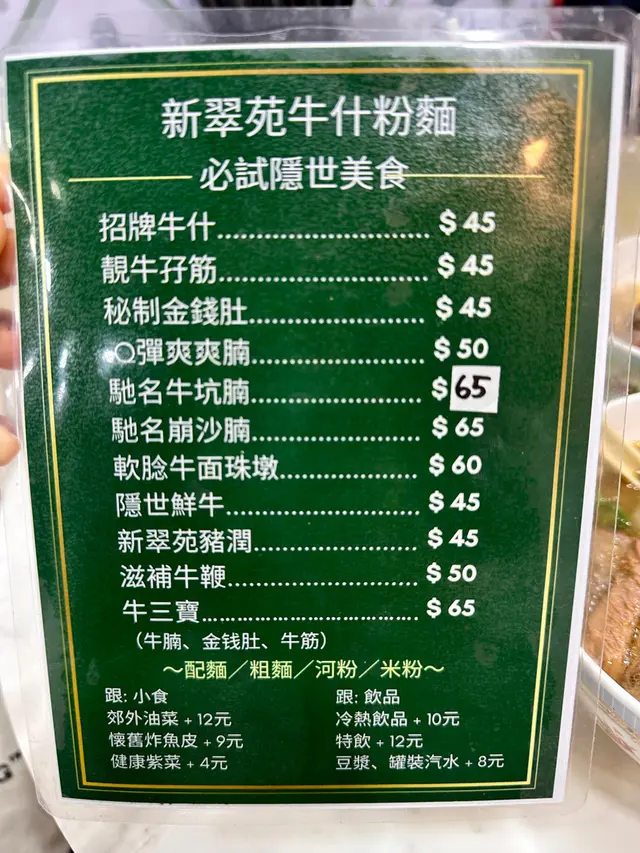 新翠苑牛什粉麵
必試隱世美食
招牌牛什.............................. $ 45
靚牛孖筋.............................. $ 45
秘制金錢肚......................... $ 45
Q彈爽爽腩......................... $ 50
馳名牛坑腩......................... $ 65
馳名崩沙腩......................... $ 65
軟腍牛面珠墩.................... $ 60
隱世鮮牛............................. $ 45
新翠苑豬潤......................... $ 45
滋補牛鞭............................. $ 50
牛三寶................................. $ 65
（牛腩、金钱肚、牛筋）
～配麵／粗麵／河粉／米粉～
跟: 小食
郊外油菜 + 12元
懷舊炸魚皮 + 9元
健康紫菜 + 4元
跟: 飲品
冷熱飲品 + 10元
特飲 + 12元
豆漿、罐裝汽水 + 8元